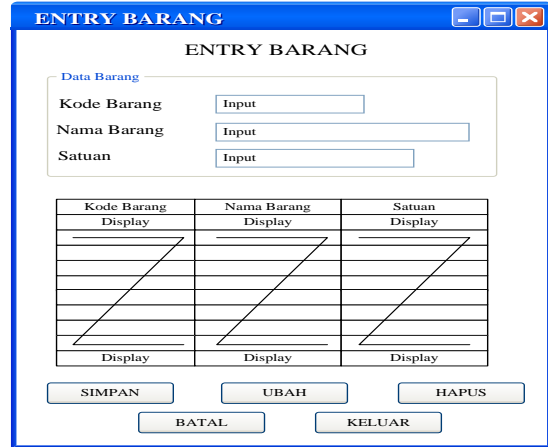 ENTRY BARANG
ENTRY BARANG
Data Barang
Kode Barang Input
Nama Barang Input
Satuan Input
Kode Barang Nama Barang Satuan
Display Display Display
Display Display Display
SIMPAN UBAH HAPUS
BATAL KELUAR